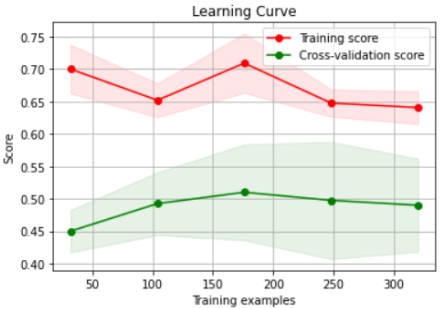 Learning Curve
Training score
Cross-validation score
0.75
0.70
0.65
0.60
0.55
0.50
0.45
0.40
Score
50
100
150
200
250
300
Training examples